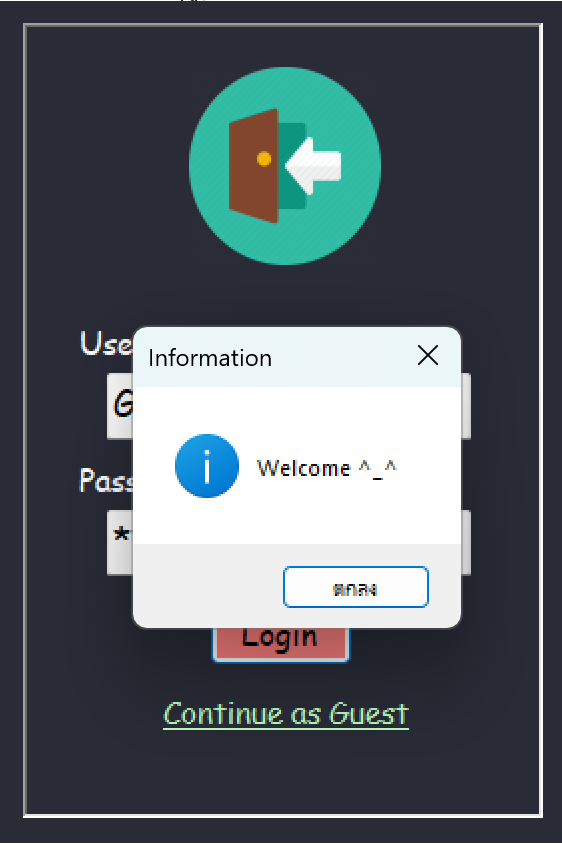 Information
Welcome ^_^
ตกลง
Login
Continue as Guest